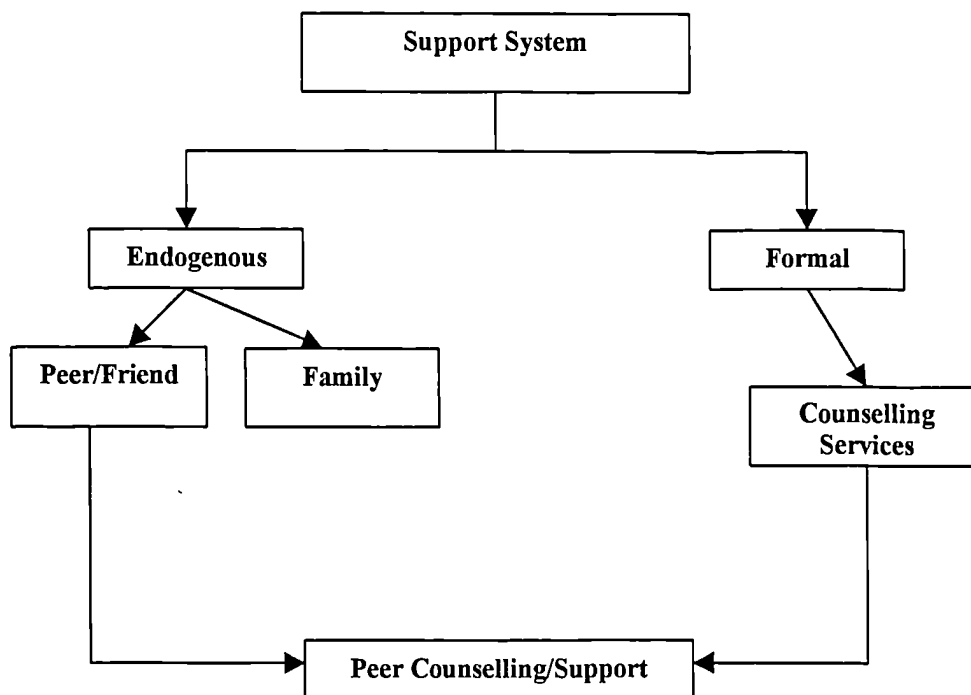 Support System
Endogenous
Formal
Peer/Friend
Family
Counselling
Services
Peer Counselling/Support